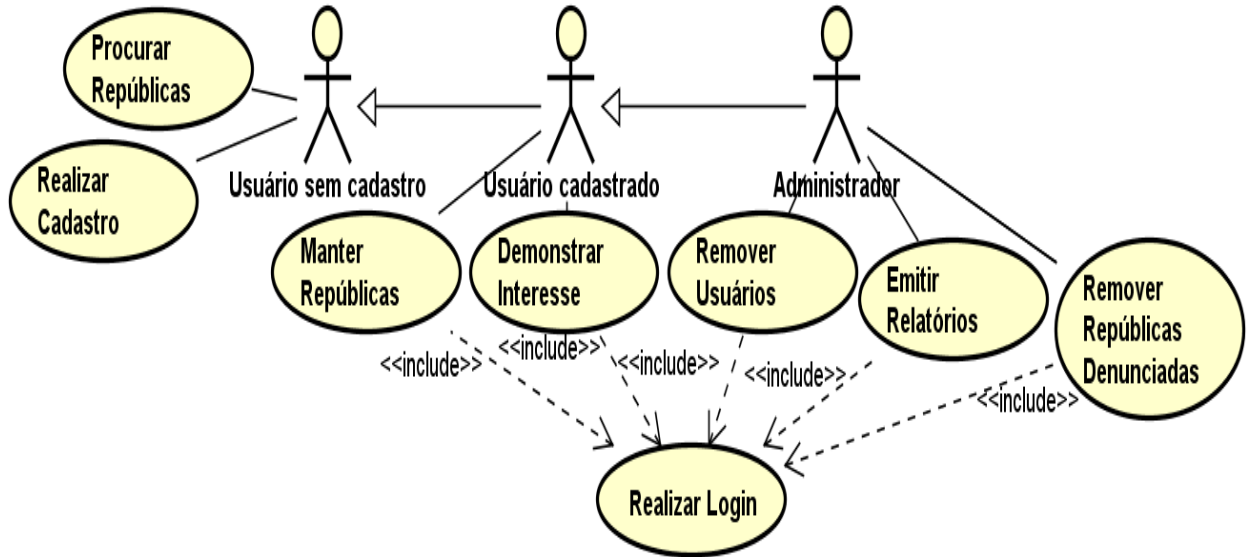 Procurar
Repúblicas
Realizar
Cadastro
Usuário sem cadastro
Usuário cadastrado
Administrador
Manter
Repúblicas
Demonstrar
Interesse
Remover
Usuários
Emitir
Relatórios
Remover
Repúblicas
Denunciadas
<<include>>
<<include>>
<<include>>
<<include>>
<<include>>
Realizar Login